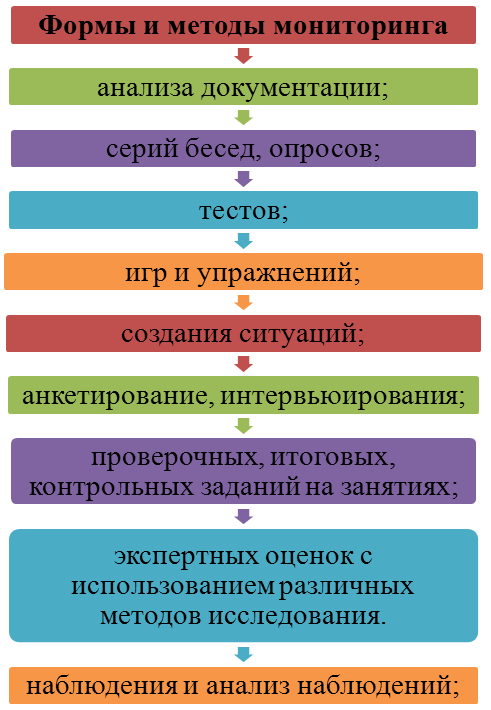 Формы и методы мониторинга
анализа документации;
серий бесед, опросов;
тестов;
игр и упражнений;
создания ситуаций;
анкетирование, интервьюирования;
проверочных, итоговых,
контрольных заданий на занятиях;
экспертных оценок с
использованием различных
методов исследования.
наблюдения и анализ наблюдений;